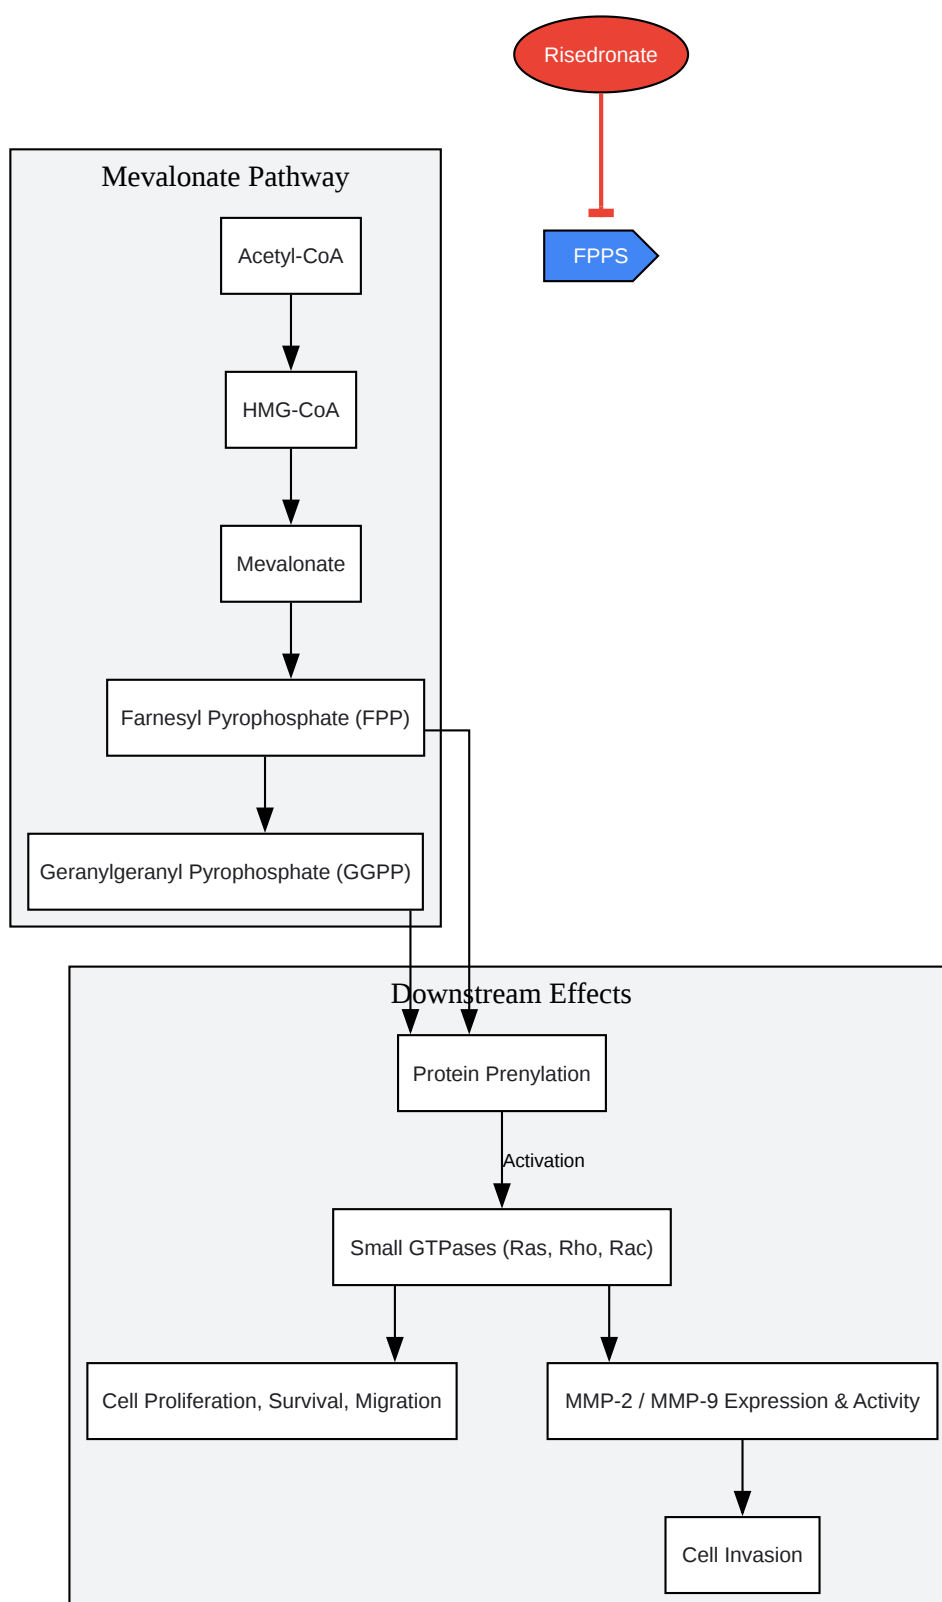 Risedronate
Mevalonate Pathway
Acetyl-CoA
FPPS
HMG-CoA
Mevalonate
Farnesyl Pyrophosphate (FPP)
Geranylgeranyl Pyrophosphate (GGPP)
Downstream Effects
Protein Prenylation
Activation
Small GTPases (Ras, Rho, Rac)
Cell Proliferation, Survival, Migration
MMP-2 / MMP-9 Expression & Activity
Cell Invasion